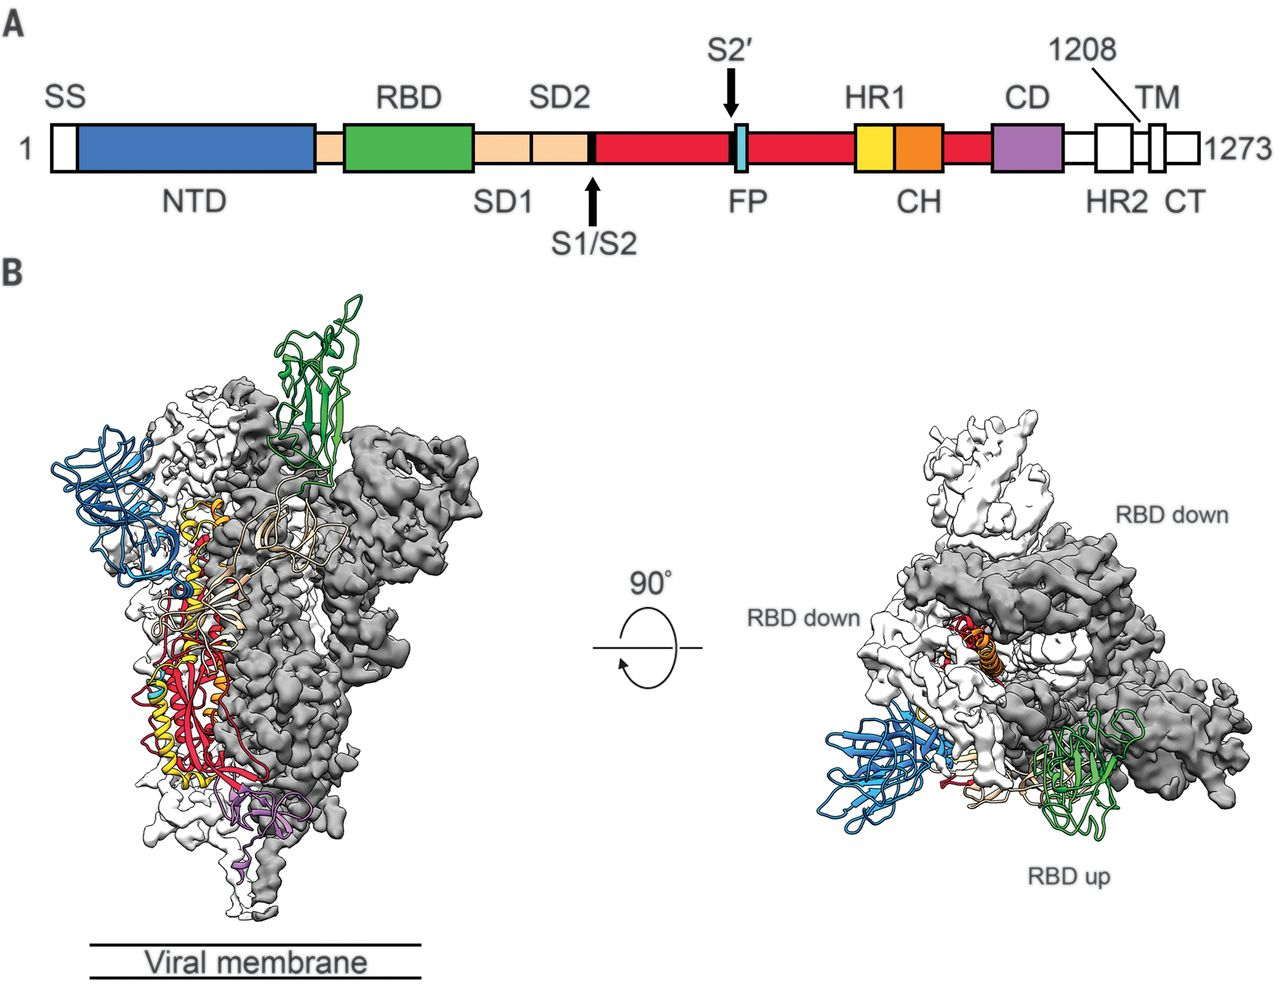 A
S2′
1208
SS
RBD
SD2
HR1
CD
TM
1
1273
NTD
SD1
FP
CH
HR2
CT
S1/S2
B
RBD down
90°
RBD down
RBD up
Viral membrane